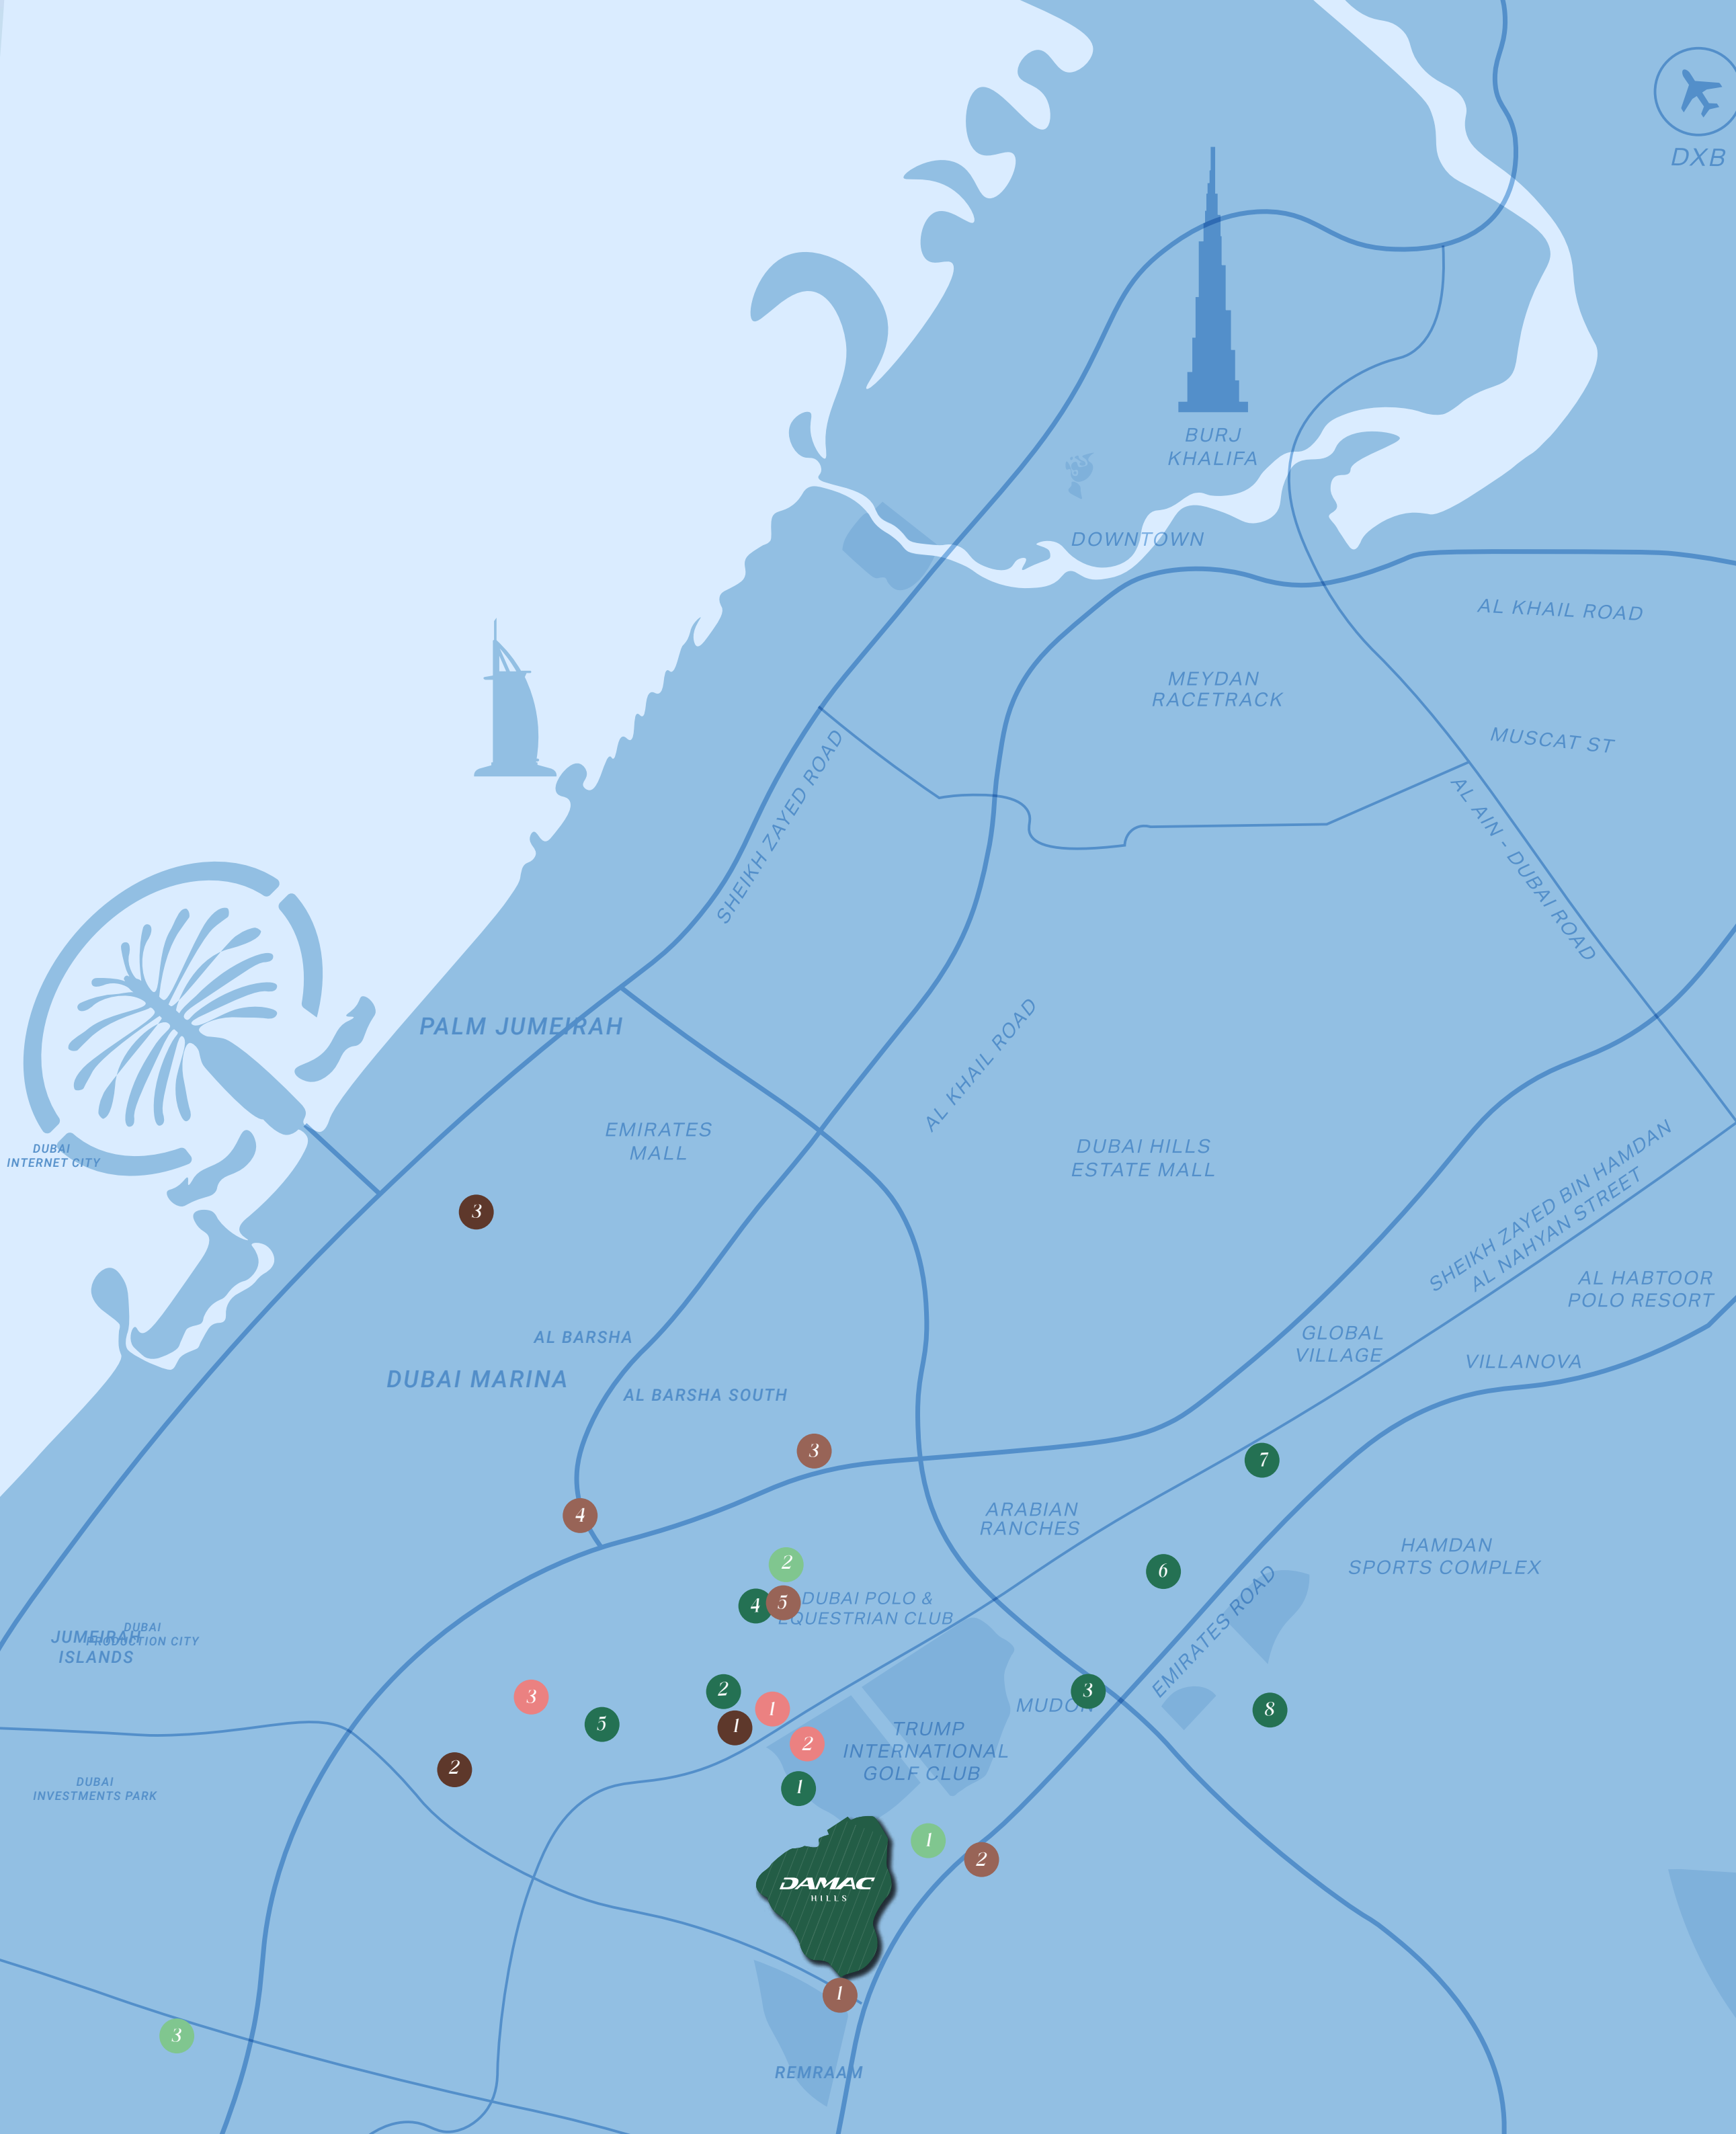 DXB
BURJ
KHALIFA
DOWNTOWN
AL KHAIL ROAD
MEYDAN
RACETRACK
MUSCAT ST
SHEIKH ZAYED ROAD
AL AIN - DUBAI ROAD
PALM JUMEIRAH
AL KHAIL ROAD
EMIRATES
MALL
DUBAI HILLS
ESTATE MALL
DUBAI
INTERNET CITY
SHEIKH ZAYED BIN HAMDAN
AL NAHYAN STREET
3
AL HABTOOR
POLO RESORT
AL BARSHA
GLOBAL
VILLAGE
VILLANOVA
DUBAI MARINA
AL BARSHA SOUTH
3
7
4
ARABIAN
RANCHES
HAMDAN
SPORTS COMPLEX
2
6
4
5
DUBAI POLO &
EQUESTRIAN CLUB
EMIRATES ROAD
JUMEIRAH
ISLANDS
DUBAI
PRODUCTION CITY
3
2
1
5
1
2
3
MUDON
8
TRUMP
INTERNATIONAL
GOLF CLUB
2
1
DUBAI
INVESTMENTS PARK
1
2
DAMAC
HILLS
1
3
REMRAAM